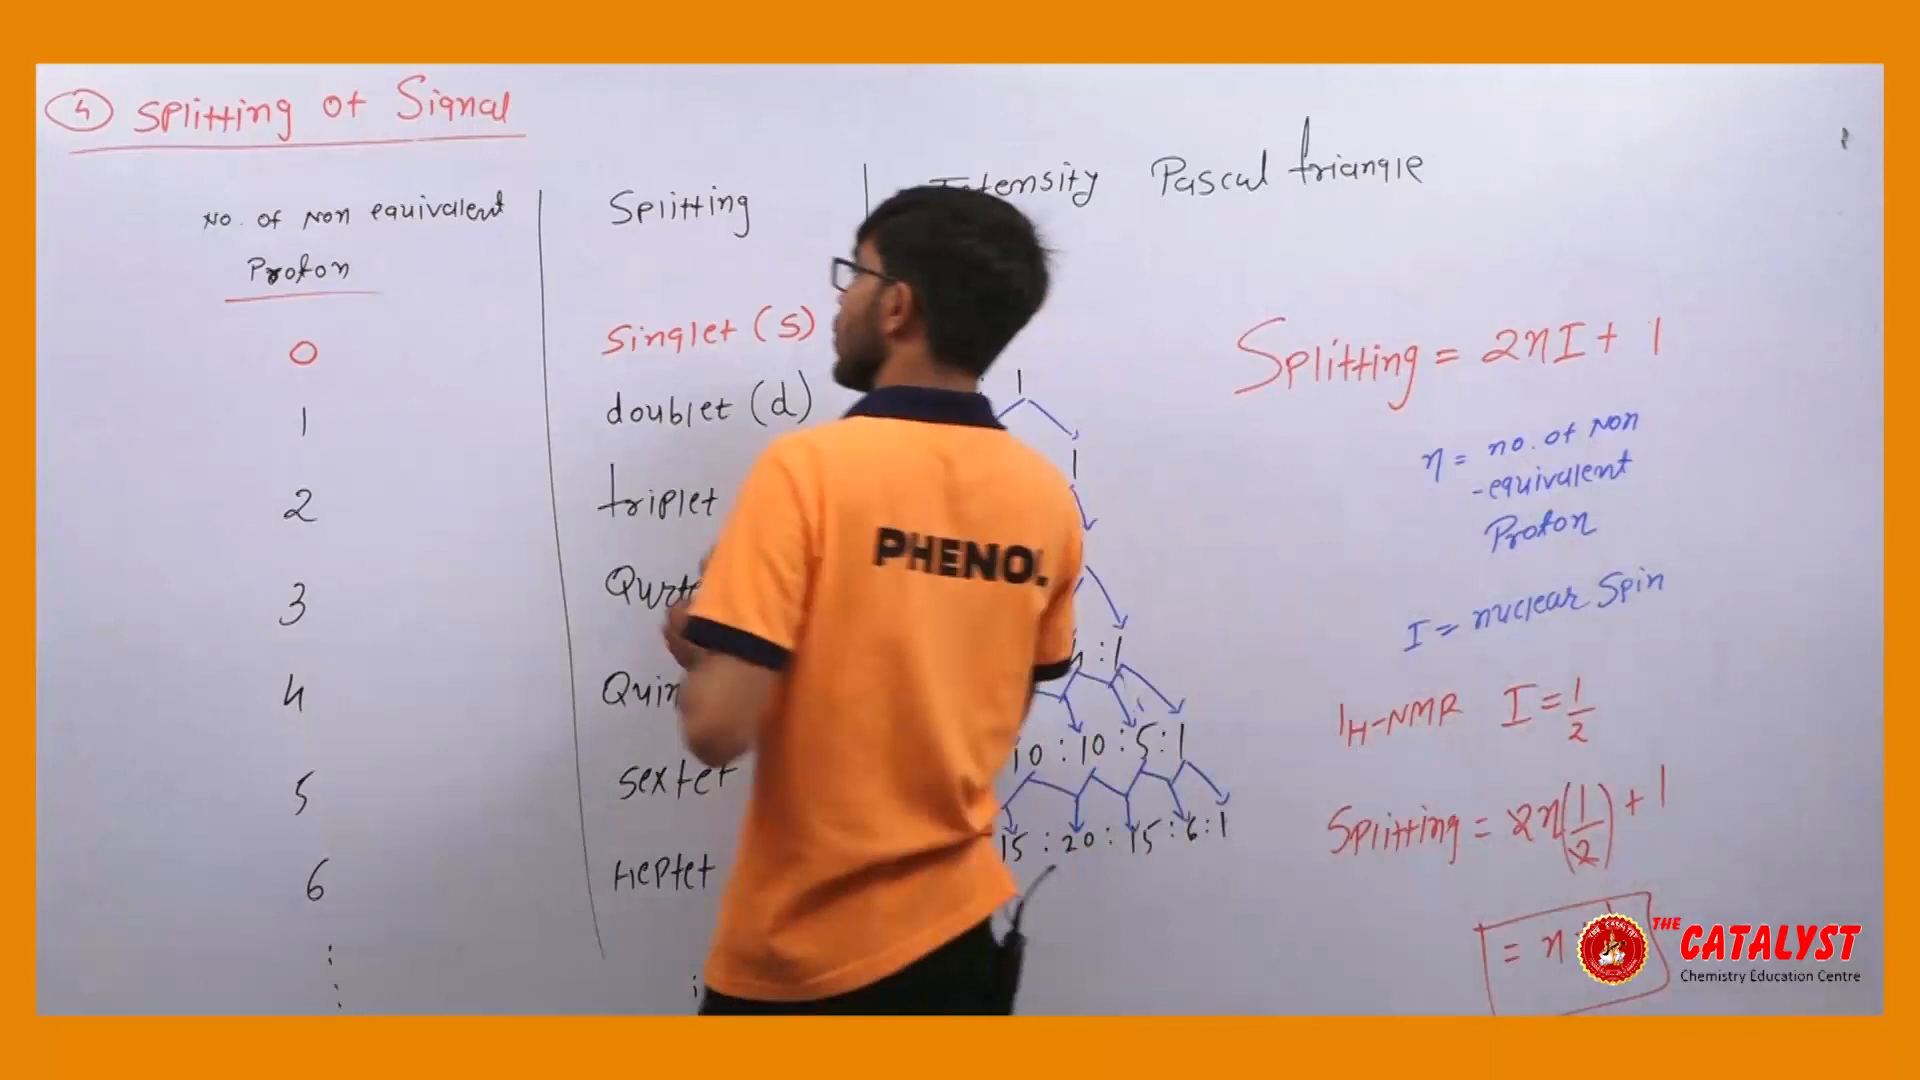 4 Splitting of Signal
No. of Non equivalent
Proton
Splitting
Intensity Pascal triangle
0
singlet (s)
1
doublet (d)
2
triplet
3
4
5
sextet
6
Heptet
1
1
4 : 1
10 : 10 : 5 : 1
15 : 20 : 15 : 6 : 1
Splitting = 2nI + 1
n = no. of Non
-equivalent
Proton
I = nuclear Spin
1H-NMR I = 1/2
Splitting = 2n(1/2) + 1
= n
PHENOL
THE CATALYST
Chemistry Education Centre